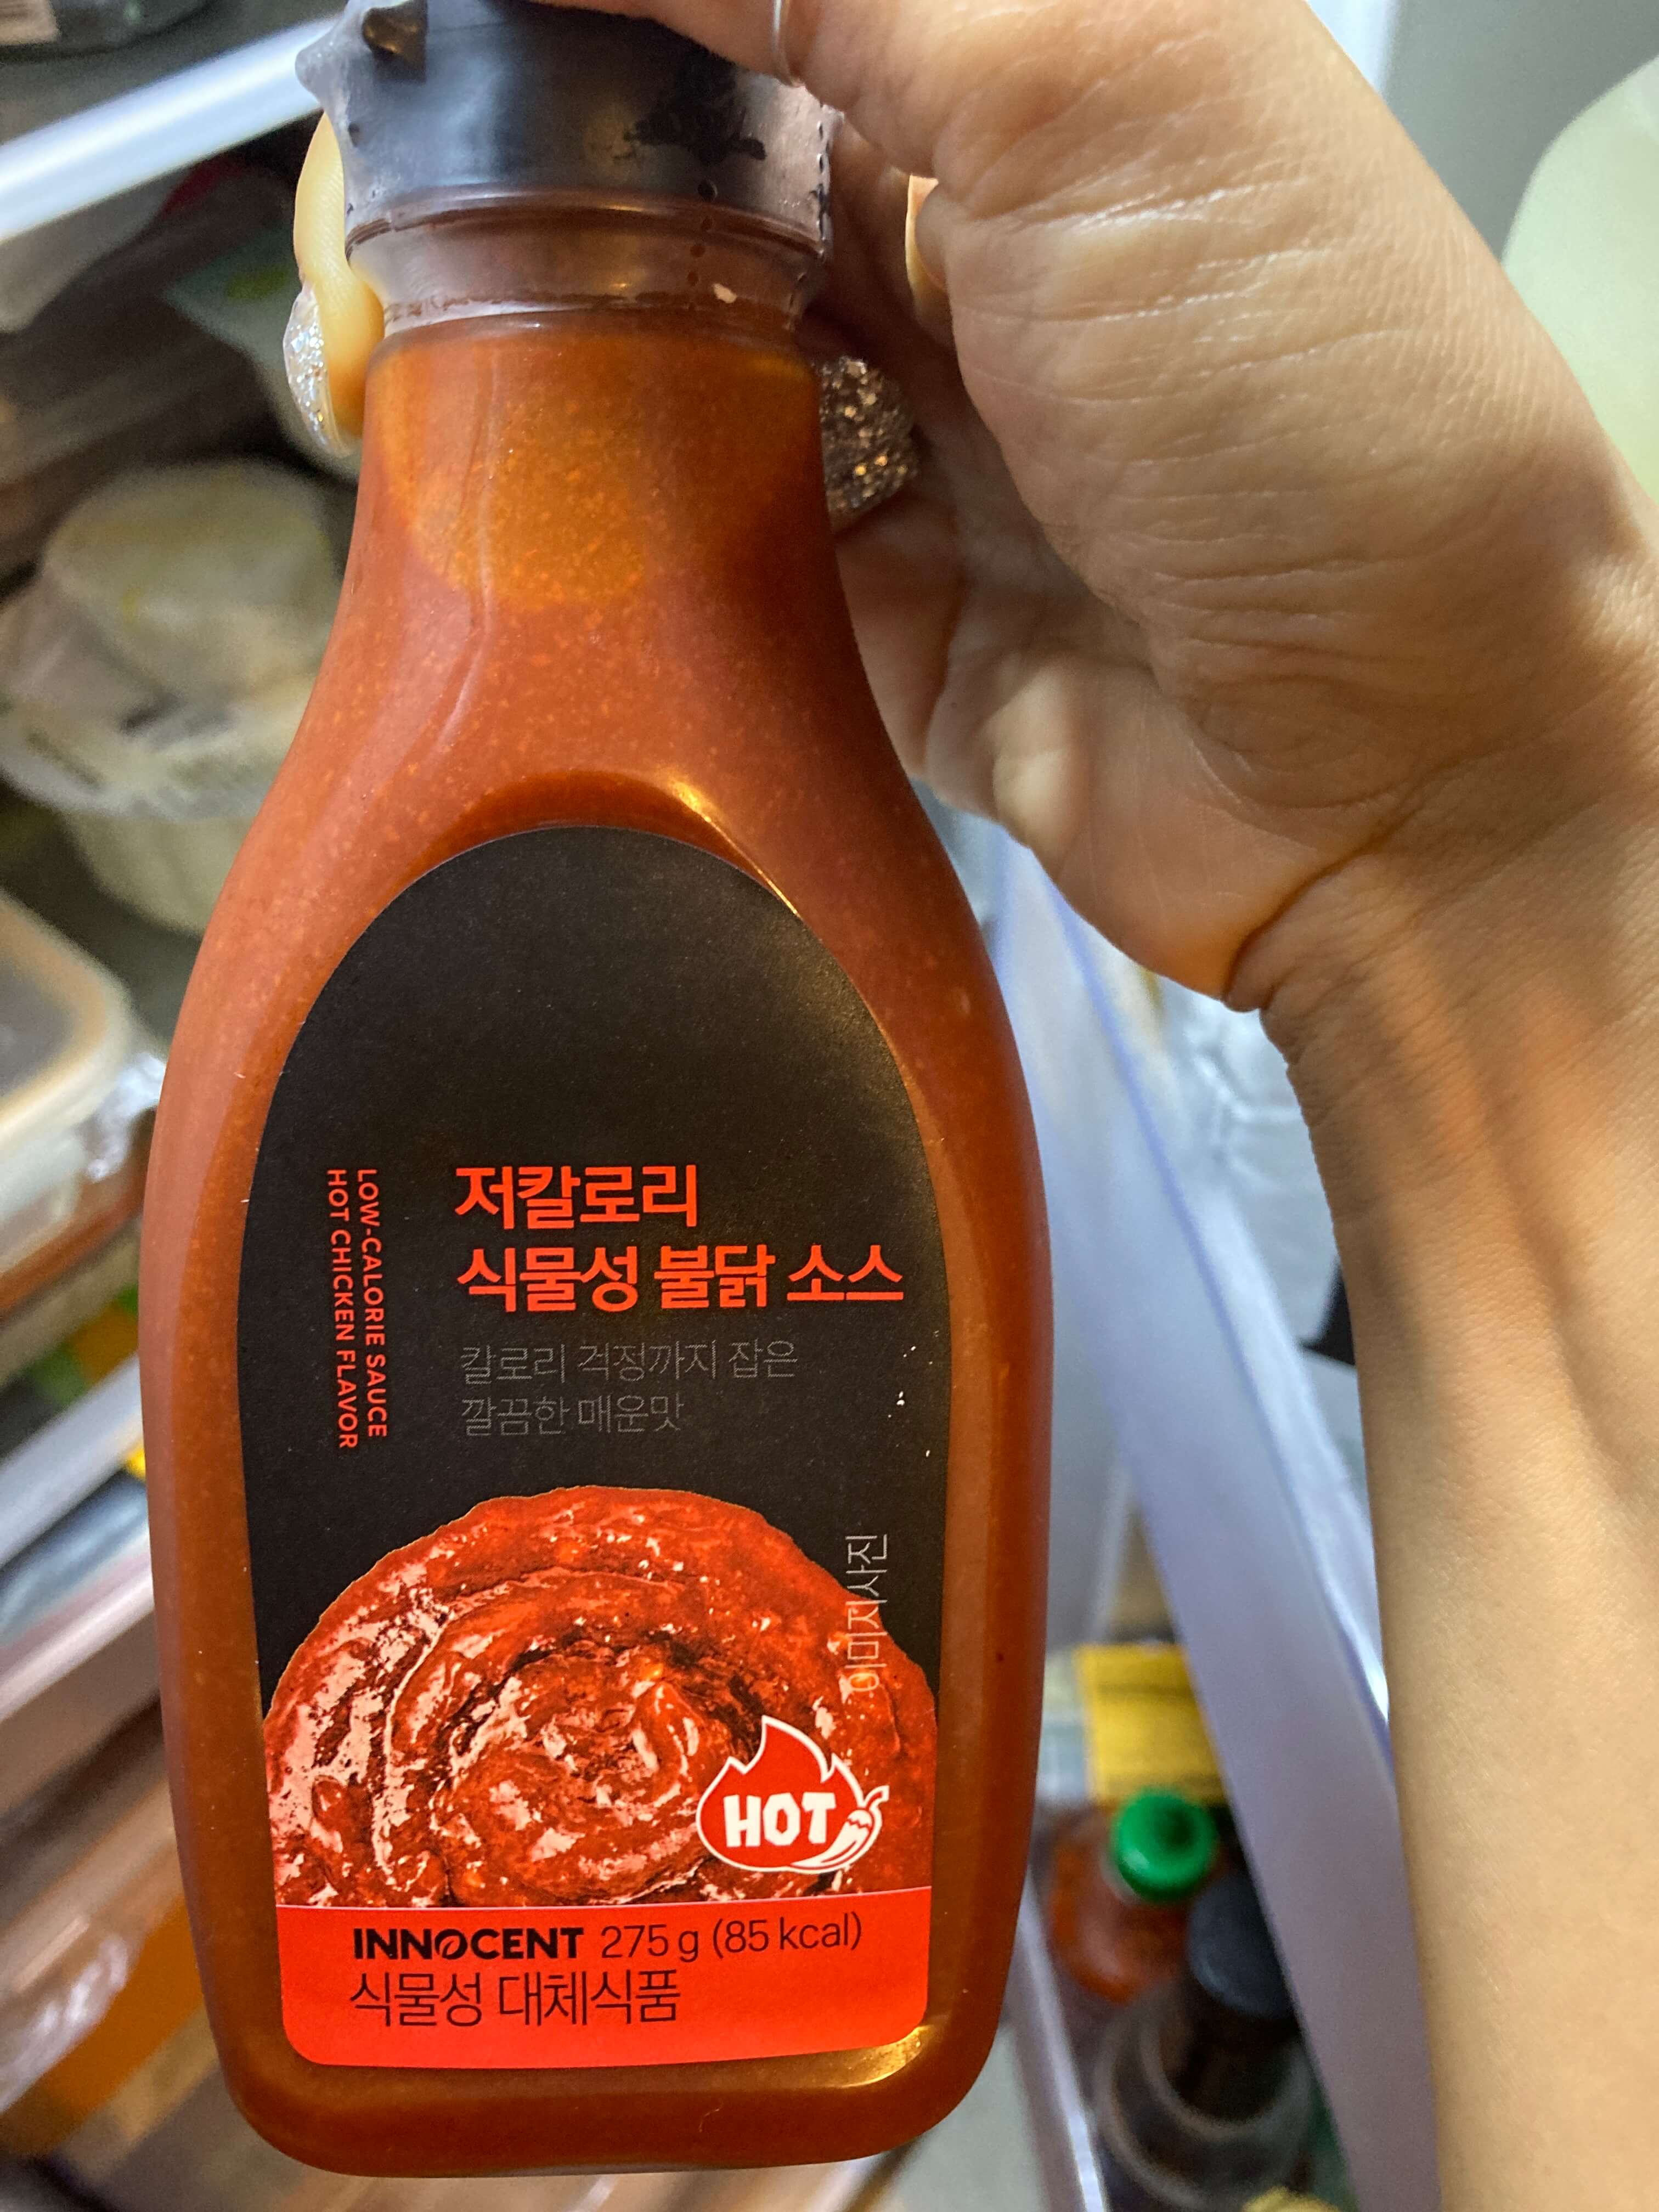 저칼로리
식물성 불닭 소스
LOW-CALORIE SAUCE
HOT CHICKEN FLAVOR
칼로리 걱정까지 잡은
깔끔한 매운맛
이미지사진
HOT
INNOCENT 275 g (85 kcal)
식물성 대체식품